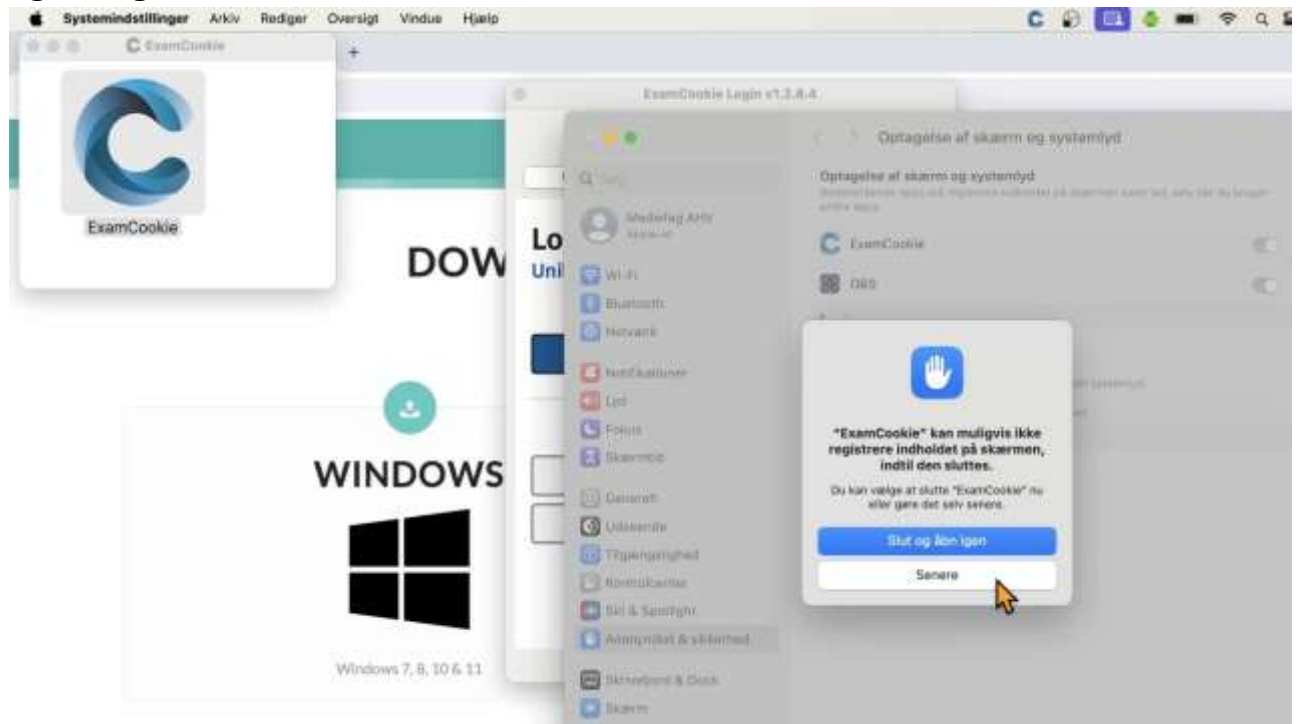 Systemindstillinger Arkiv Rediger Oversigt Vindue Hjælp
ExamCookie
ExamCookie
ExamCookie Login v1.2.8.4
Optagelse af skærm og systemlyd
Optagelse af skærm og systemlyd
ExamCookie
OBS
Søg
Apple-id
Wi-Fi
Bluetooth
Netværk
Notifikationer
Lyd
Fokus
Skærmtid
Generelt
Udseende
Tilgængelighed
Kontrolcenter
Siri & Spotlight
Anonymitet & sikkerhed
Skrivebord & Dock
Skærm
DOW
Lo
Uni
WINDOWS
Windows 7, 8, 10 & 11
"ExamCookie" kan muligvis ikke
registrere indholdet på skærmen,
indtil den sluttes.
Du kan vælge at slutte "ExamCookie" nu
eller gøre det selv senere.
Slut og åbn igen
Senere